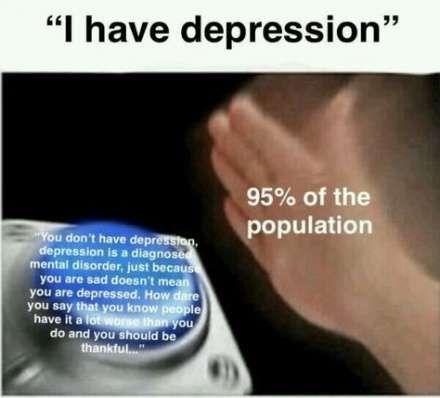 “I have depression”
95% of the
population
"You don't have depression,
depression is a diagnosed
mental disorder, just because
you are sad doesn't mean
you are depressed. How dare
you say that you know people
have it a lot worse than you
do and you should be
thankful..."